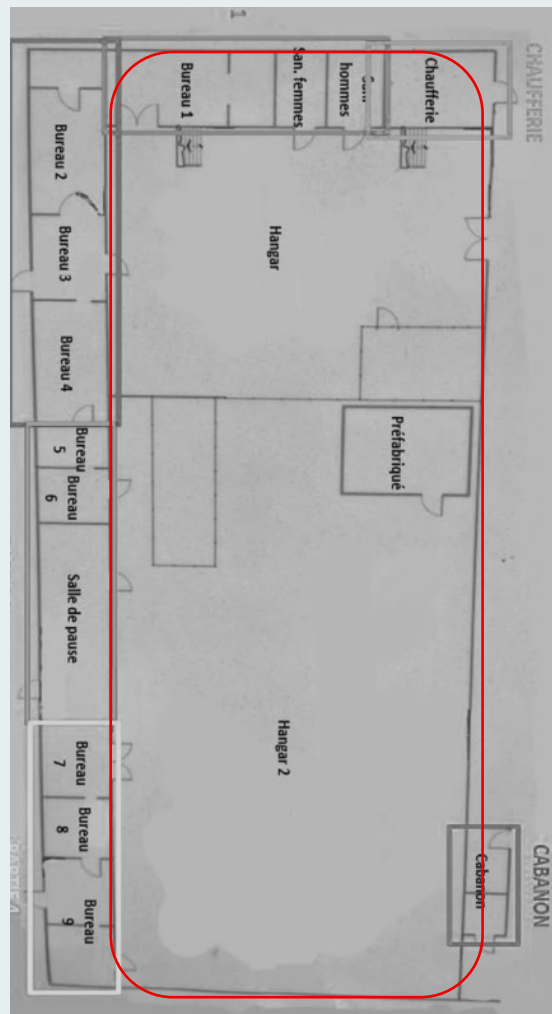 1
CHAUFFERIE
Bureau 1
San. femmes
hommes
Chaufferie
Bureau 2
Bureau 3
Hangar
Bureau 4
Bureau
5
Préfabriqué
Bureau
6
Salle de pause
Hangar 2
Bureau
7
Bureau
8
Cabanon
CABANON
Bureau
9